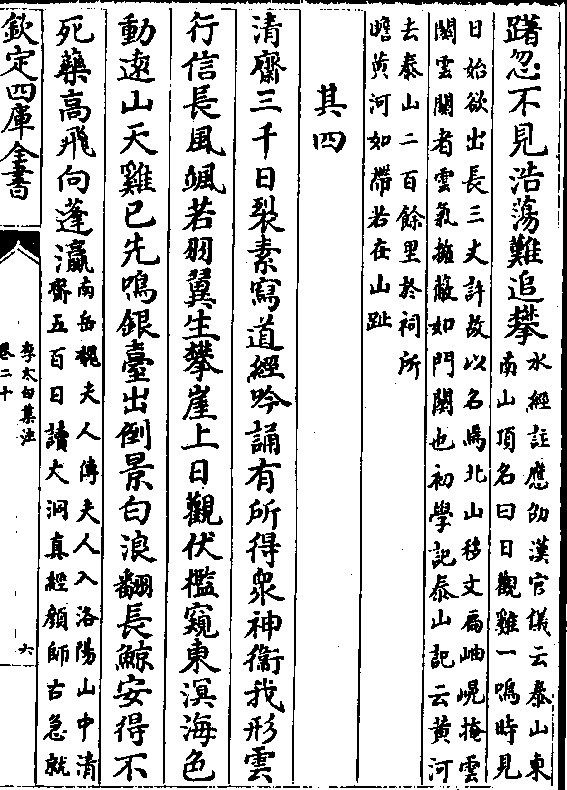 躇忽不見浩蕩難追攀
水經註應劭漢官儀云泰山東
南山頂名曰日觀雞一鳴時見
日始欲出長三丈許故以名焉北山移文扃岫幌掩雲
關雲關者雲氣擁蔽如門關也初學記泰山記云黄河
去泰山二百餘里於祠所
瞻黄河如帶若在山趾
其四
清齋三千日裂素寫道經吟誦有所得衆神衞我形雲
行信長風颯若羽翼生攀崖上日觀伏檻窺東溟海色
動逺山天雞已先鳴銀臺出倒景白浪翻長鯨安得不
死藥高飛向蓬瀛
南岳魏夫人傳夫人入洛陽山中清
齋五百日讀大洞真經顔師古急就
欽定四庫全書
李太白集注
卷二十
六